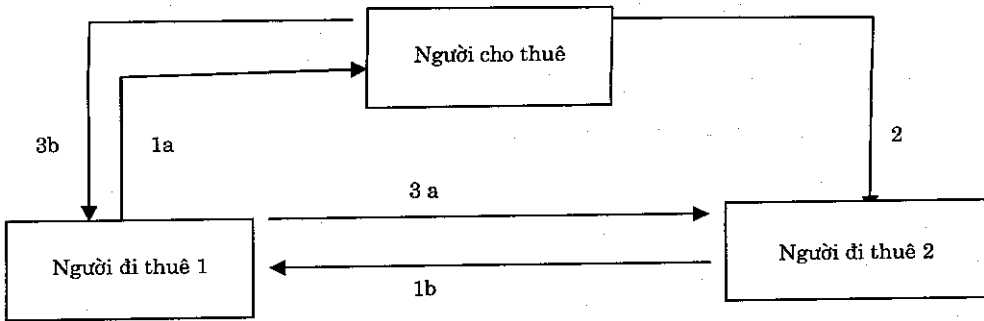 Người cho thuê
3b
1a
2
3 a
Người đi thuê 1
Người đi thuê 2
1b